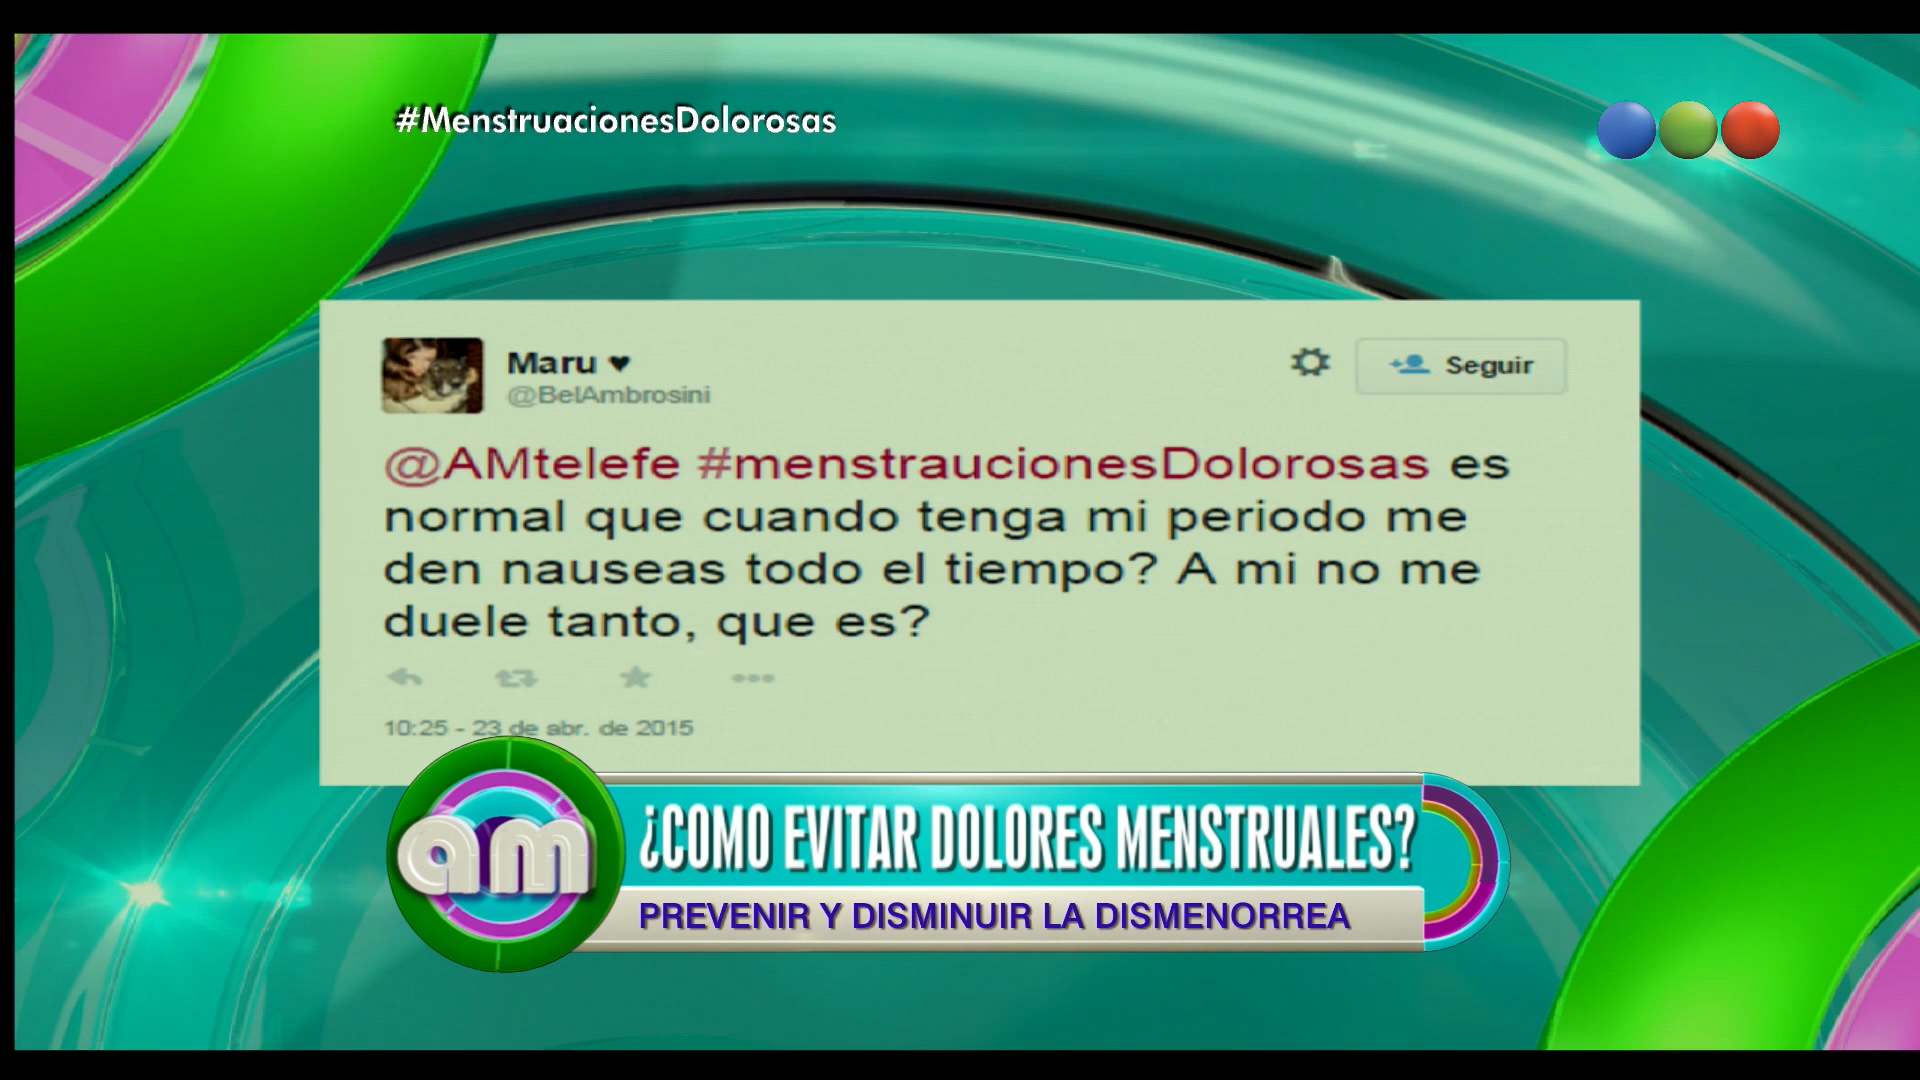 #MenstruacionesDolorosas
Maru ♥
@BelAmbrosini
Seguir
@AMtelefe #menstraucionesDolorosas es
normal que cuando tenga mi periodo me
den nauseas todo el tiempo? A mi no me
duele tanto, que es?
10:25 - 23 de abr. de 2015
am
¿COMO EVITAR DOLORES MENSTRUALES?
PREVENIR Y DISMINUIR LA DISMENORREA